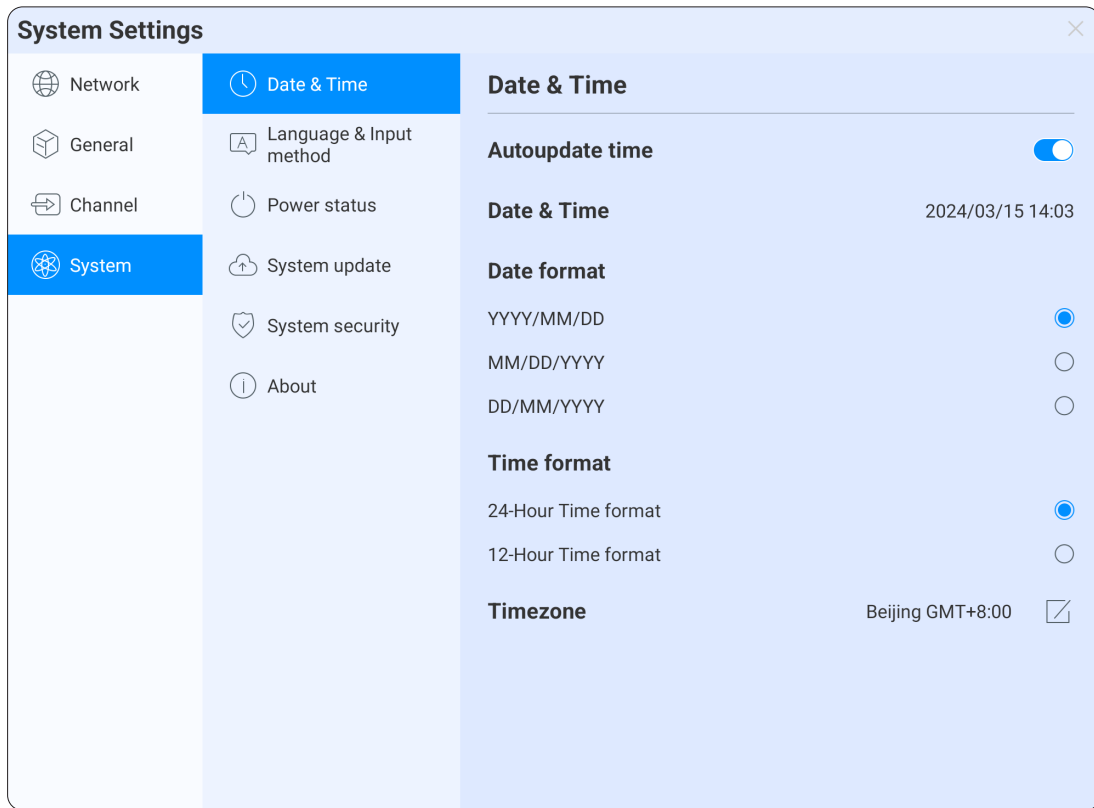 System Settings
Network
General
Channel
System
Date & Time
Language & Input
method
Power status
System update
System security
About
Date & Time
Autoupdate time
Date & Time 2024/03/15 14:03
Date format
YYYY/MM/DD
MM/DD/YYYY
DD/MM/YYYY
Time format
24-Hour Time format
12-Hour Time format
Timezone Beijing GMT+8:00